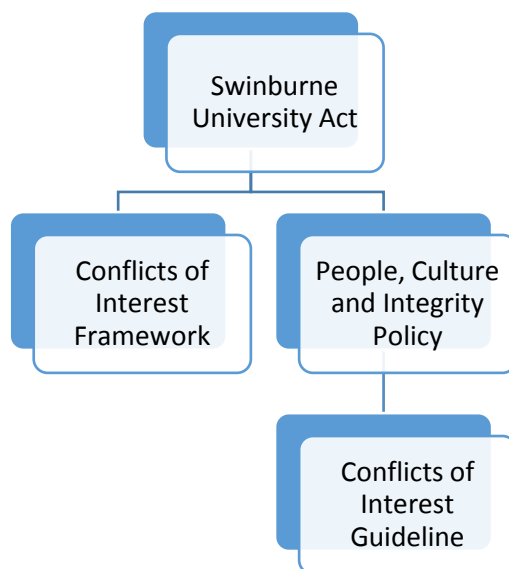 Swinburne
University Act
Conflicts of
Interest
Framework
People, Culture
and Integrity
Policy
Conflicts of
Interest
Guideline